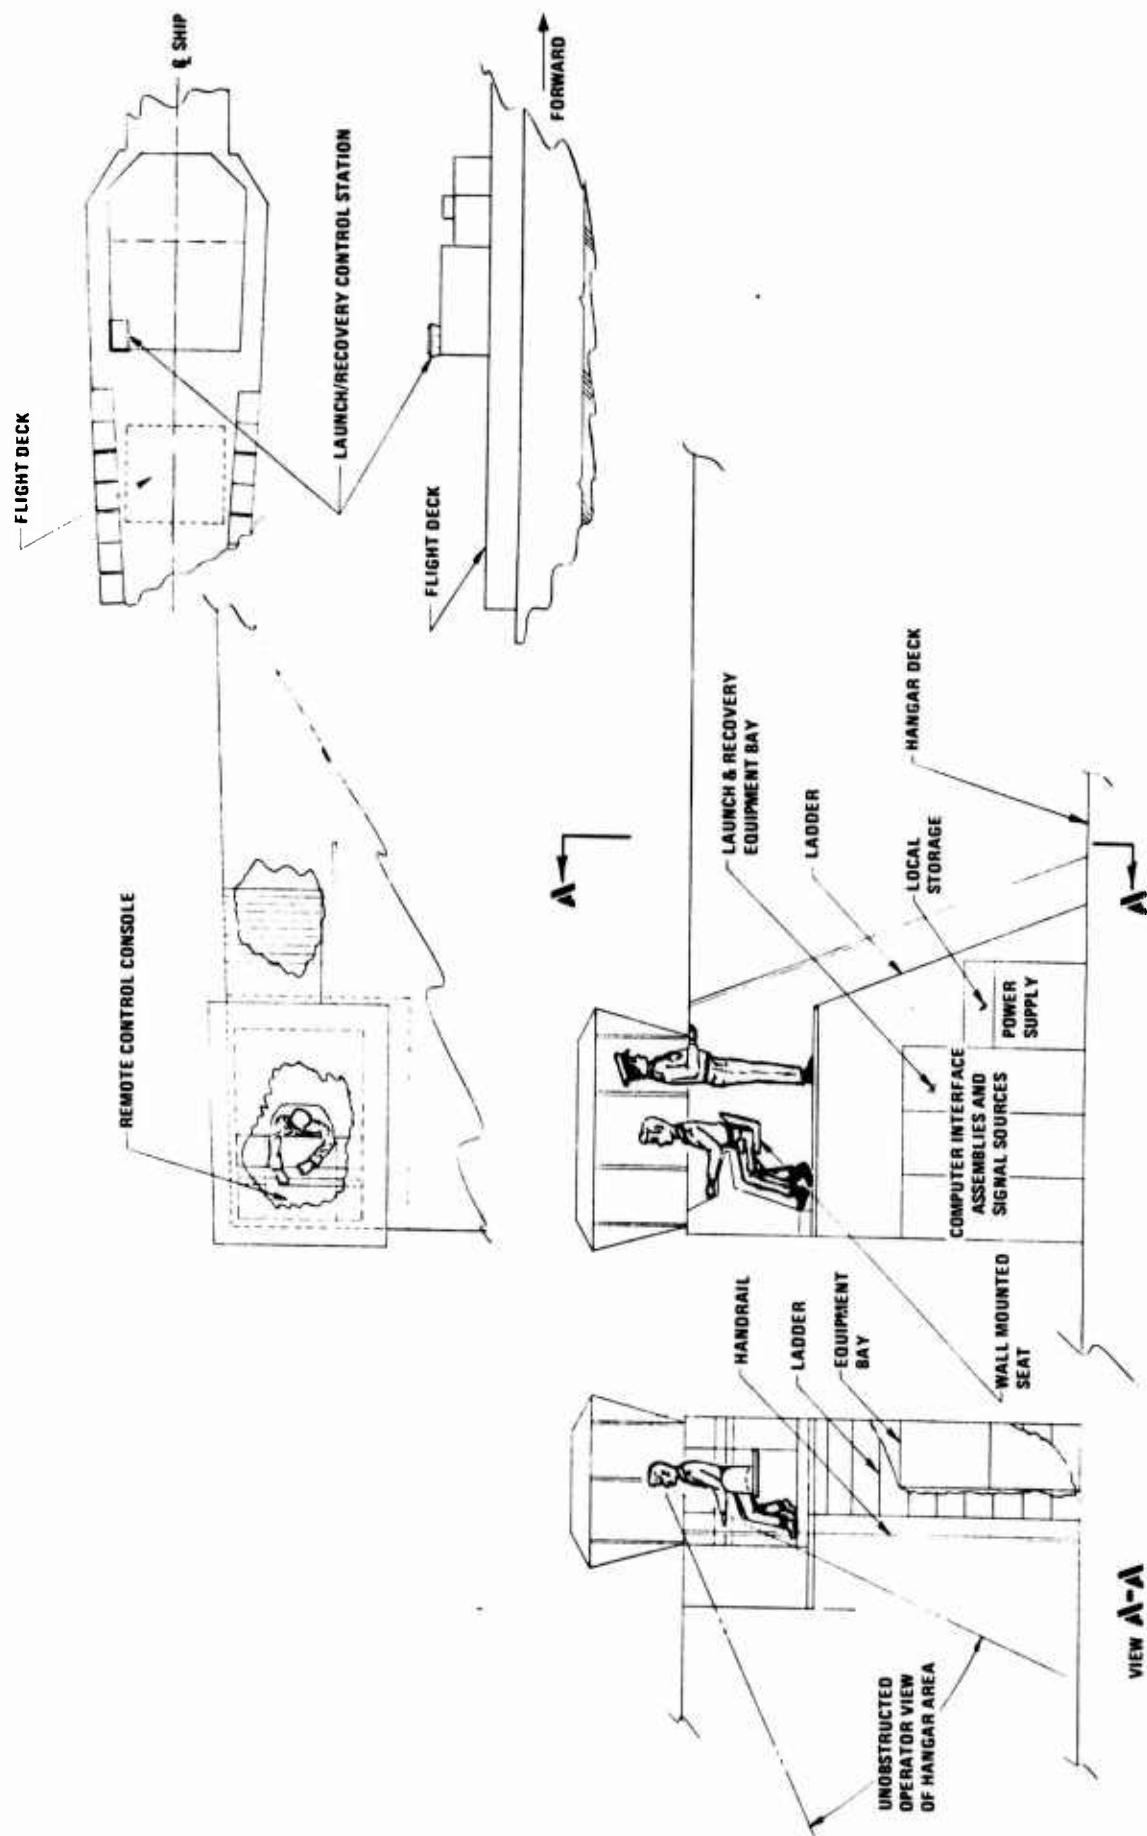 FLIGHT DECK
℄ SHIP
LAUNCH/RECOVERY CONTROL STATION
FLIGHT DECK
FORWARD
REMOTE CONTROL CONSOLE
A
LAUNCH & RECOVERY
EQUIPMENT BAY
LADDER
LOCAL
STORAGE
HANGAR DECK
POWER
SUPPLY
COMPUTER INTERFACE
ASSEMBLIES AND
SIGNAL SOURCES
A
HANDRAIL
LADDER
EQUIPMENT
BAY
WALL MOUNTED
SEAT
UNOBSTRUCTED
OPERATOR VIEW
OF HANGAR AREA
VIEW A-A